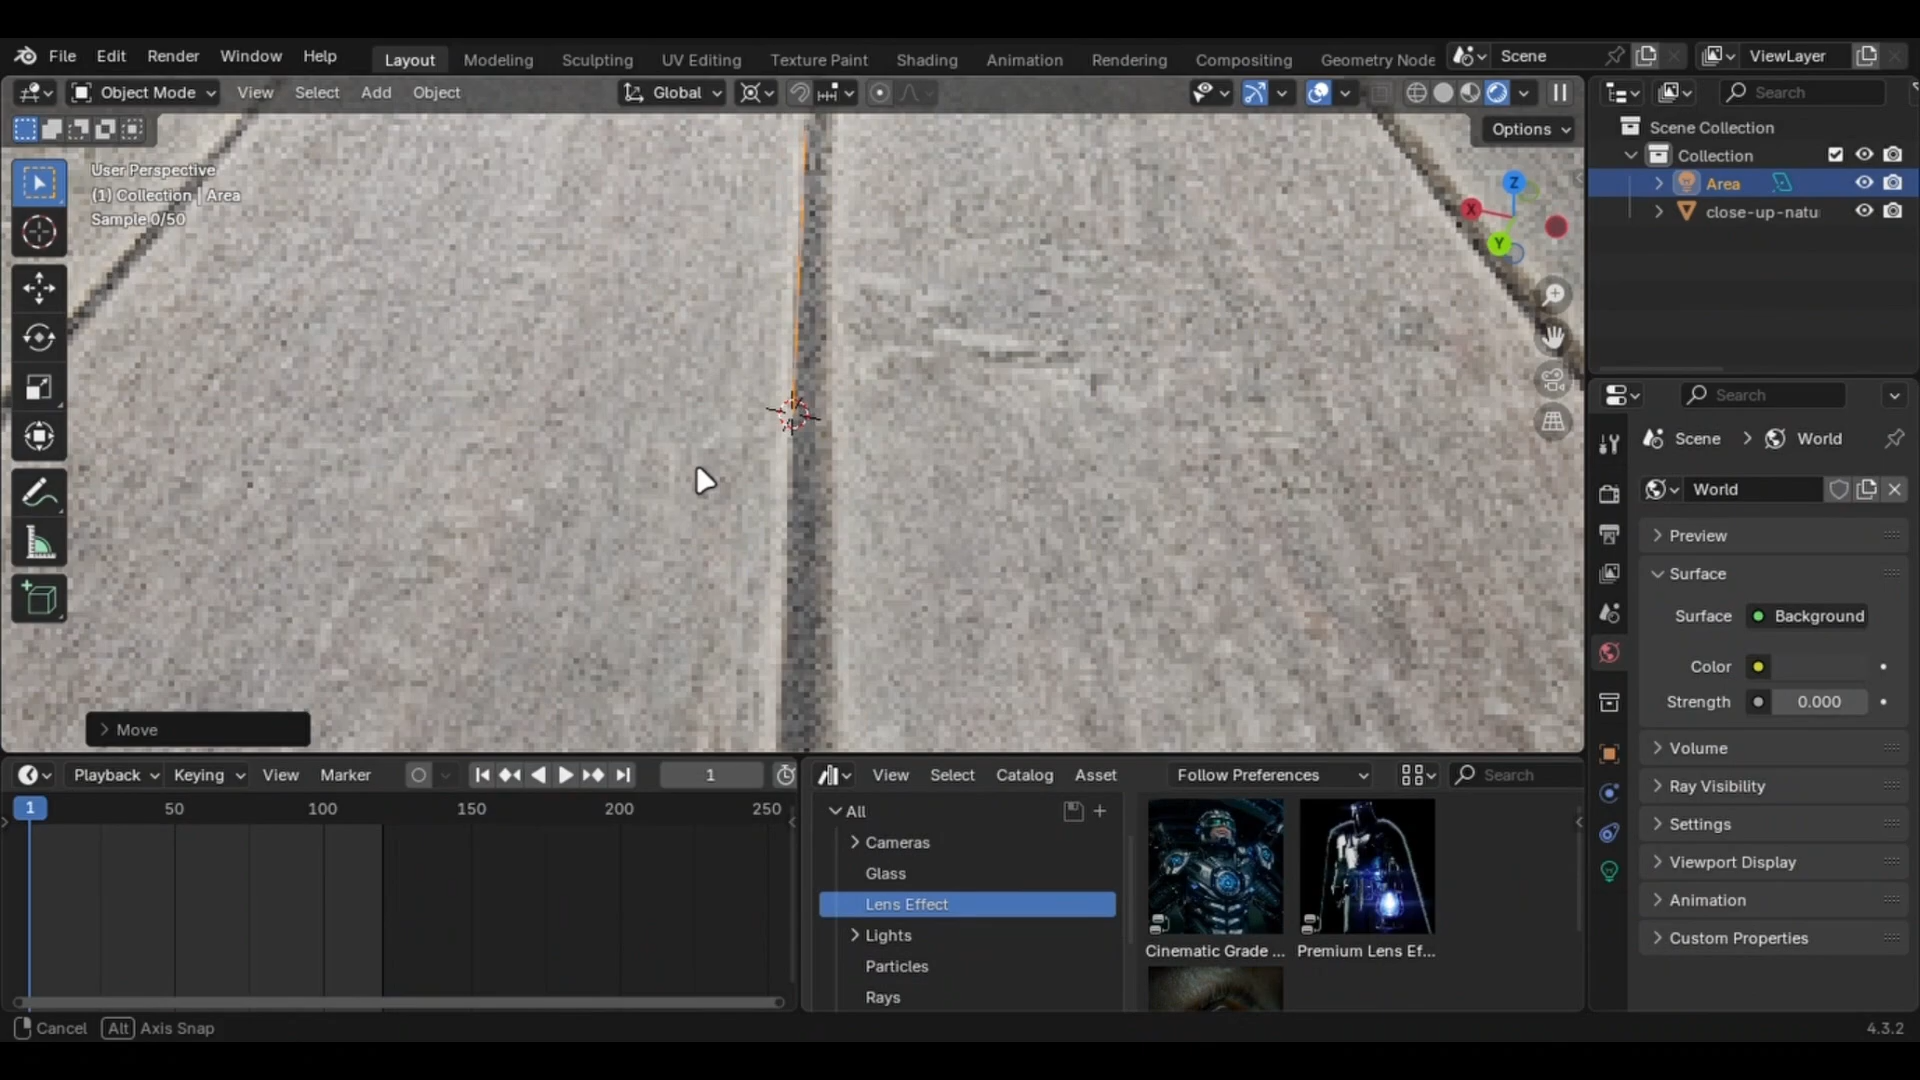 File Edit Render Window Help Layout Modeling Sculpting UV Editing Texture Paint Shading Animation Rendering Compositing Geometry Node Scene ViewLayer
Object Mode View Select Add Object Global Search
Options
Scene Collection
Collection
Area
close-up-natu
User Perspective
(1) Collection | Area
Sample 0/50
Z
X
Y
Search
Scene > World
World
Preview
Surface
Surface Background
Color
Strength 0.000
Volume
Ray Visibility
Settings
Viewport Display
Animation
Custom Properties
Move
Playback Keying View Marker 1
1 50 100 150 200 250
View Select Catalog Asset Follow Preferences Search
All
Cameras
Glass
Lens Effect
Lights
Particles
Rays
Cinematic Grade ... Premium Lens Ef...
Cancel Alt Axis Snap 4.3.2